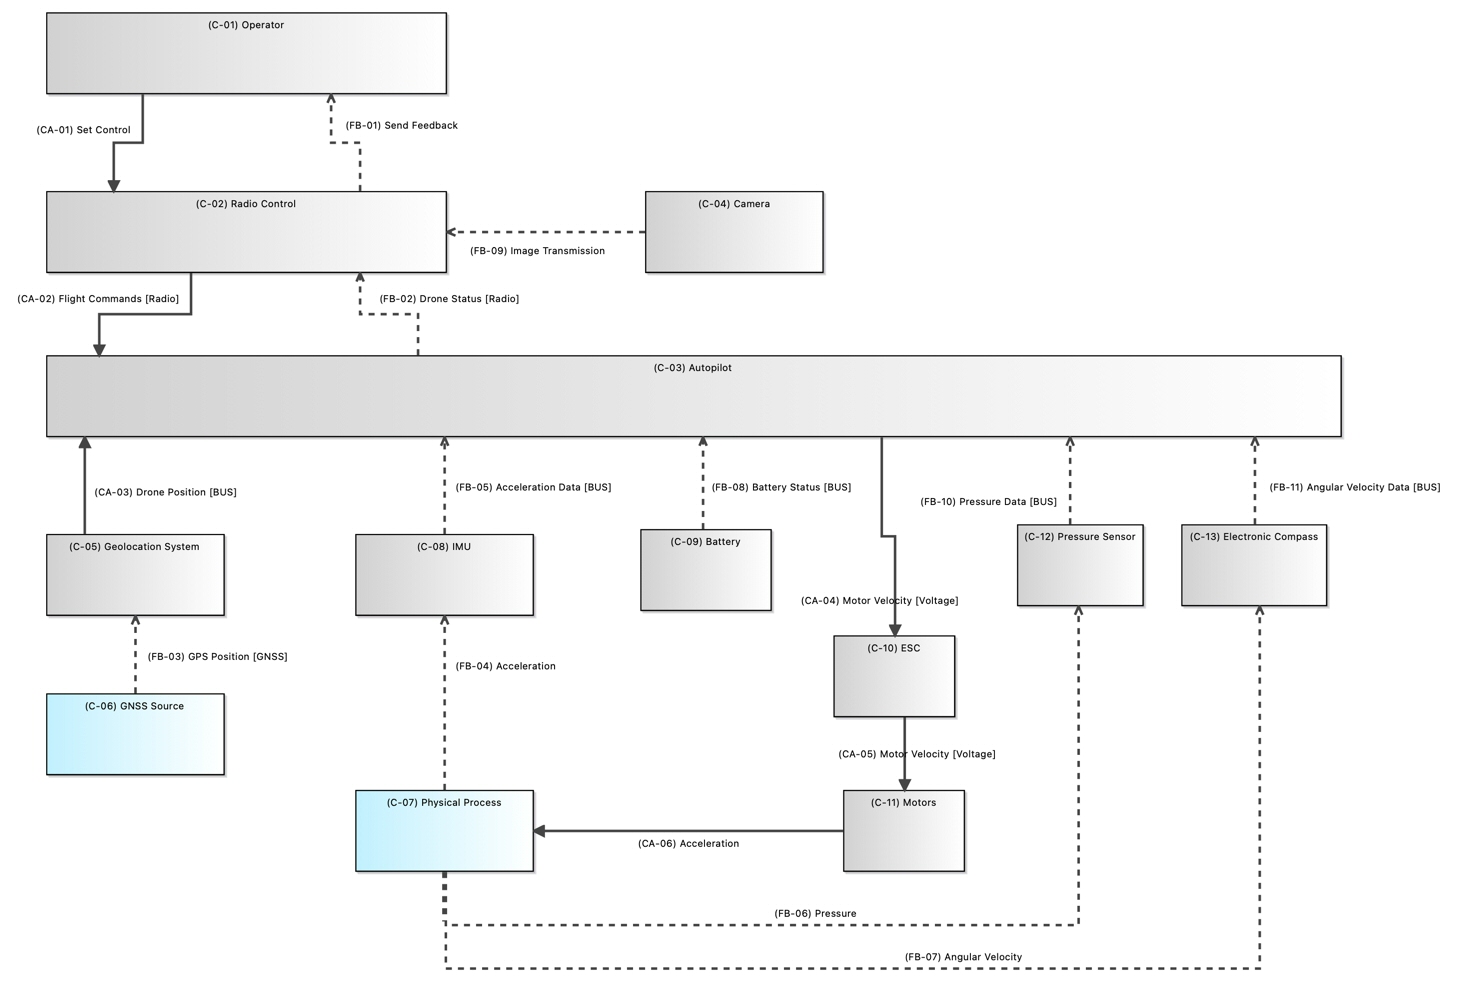 (C-01) Operator
(CA-01) Set Control
(FB-01) Send Feedback
(C-02) Radio Control
(C-04) Camera
(FB-09) Image Transmission
(CA-02) Flight Commands [Radio]
(FB-02) Drone Status [Radio]
(C-03) Autopilot
(CA-03) Drone Position [BUS]
(FB-05) Acceleration Data [BUS]
(FB-08) Battery Status [BUS]
(FB-10) Pressure Data [BUS]
(FB-11) Angular Velocity Data [BUS]
(C-05) Geolocation System
(C-08) IMU
(C-09) Battery
(C-12) Pressure Sensor
(C-13) Electronic Compass
(CA-04) Motor Velocity [Voltage]
(FB-03) GPS Position [GNSS]
(FB-04) Acceleration
(C-10) ESC
(C-06) GNSS Source
(CA-05) Motor Velocity [Voltage]
(C-07) Physical Process
(C-11) Motors
(CA-06) Acceleration
(FB-06) Pressure
(FB-07) Angular Velocity